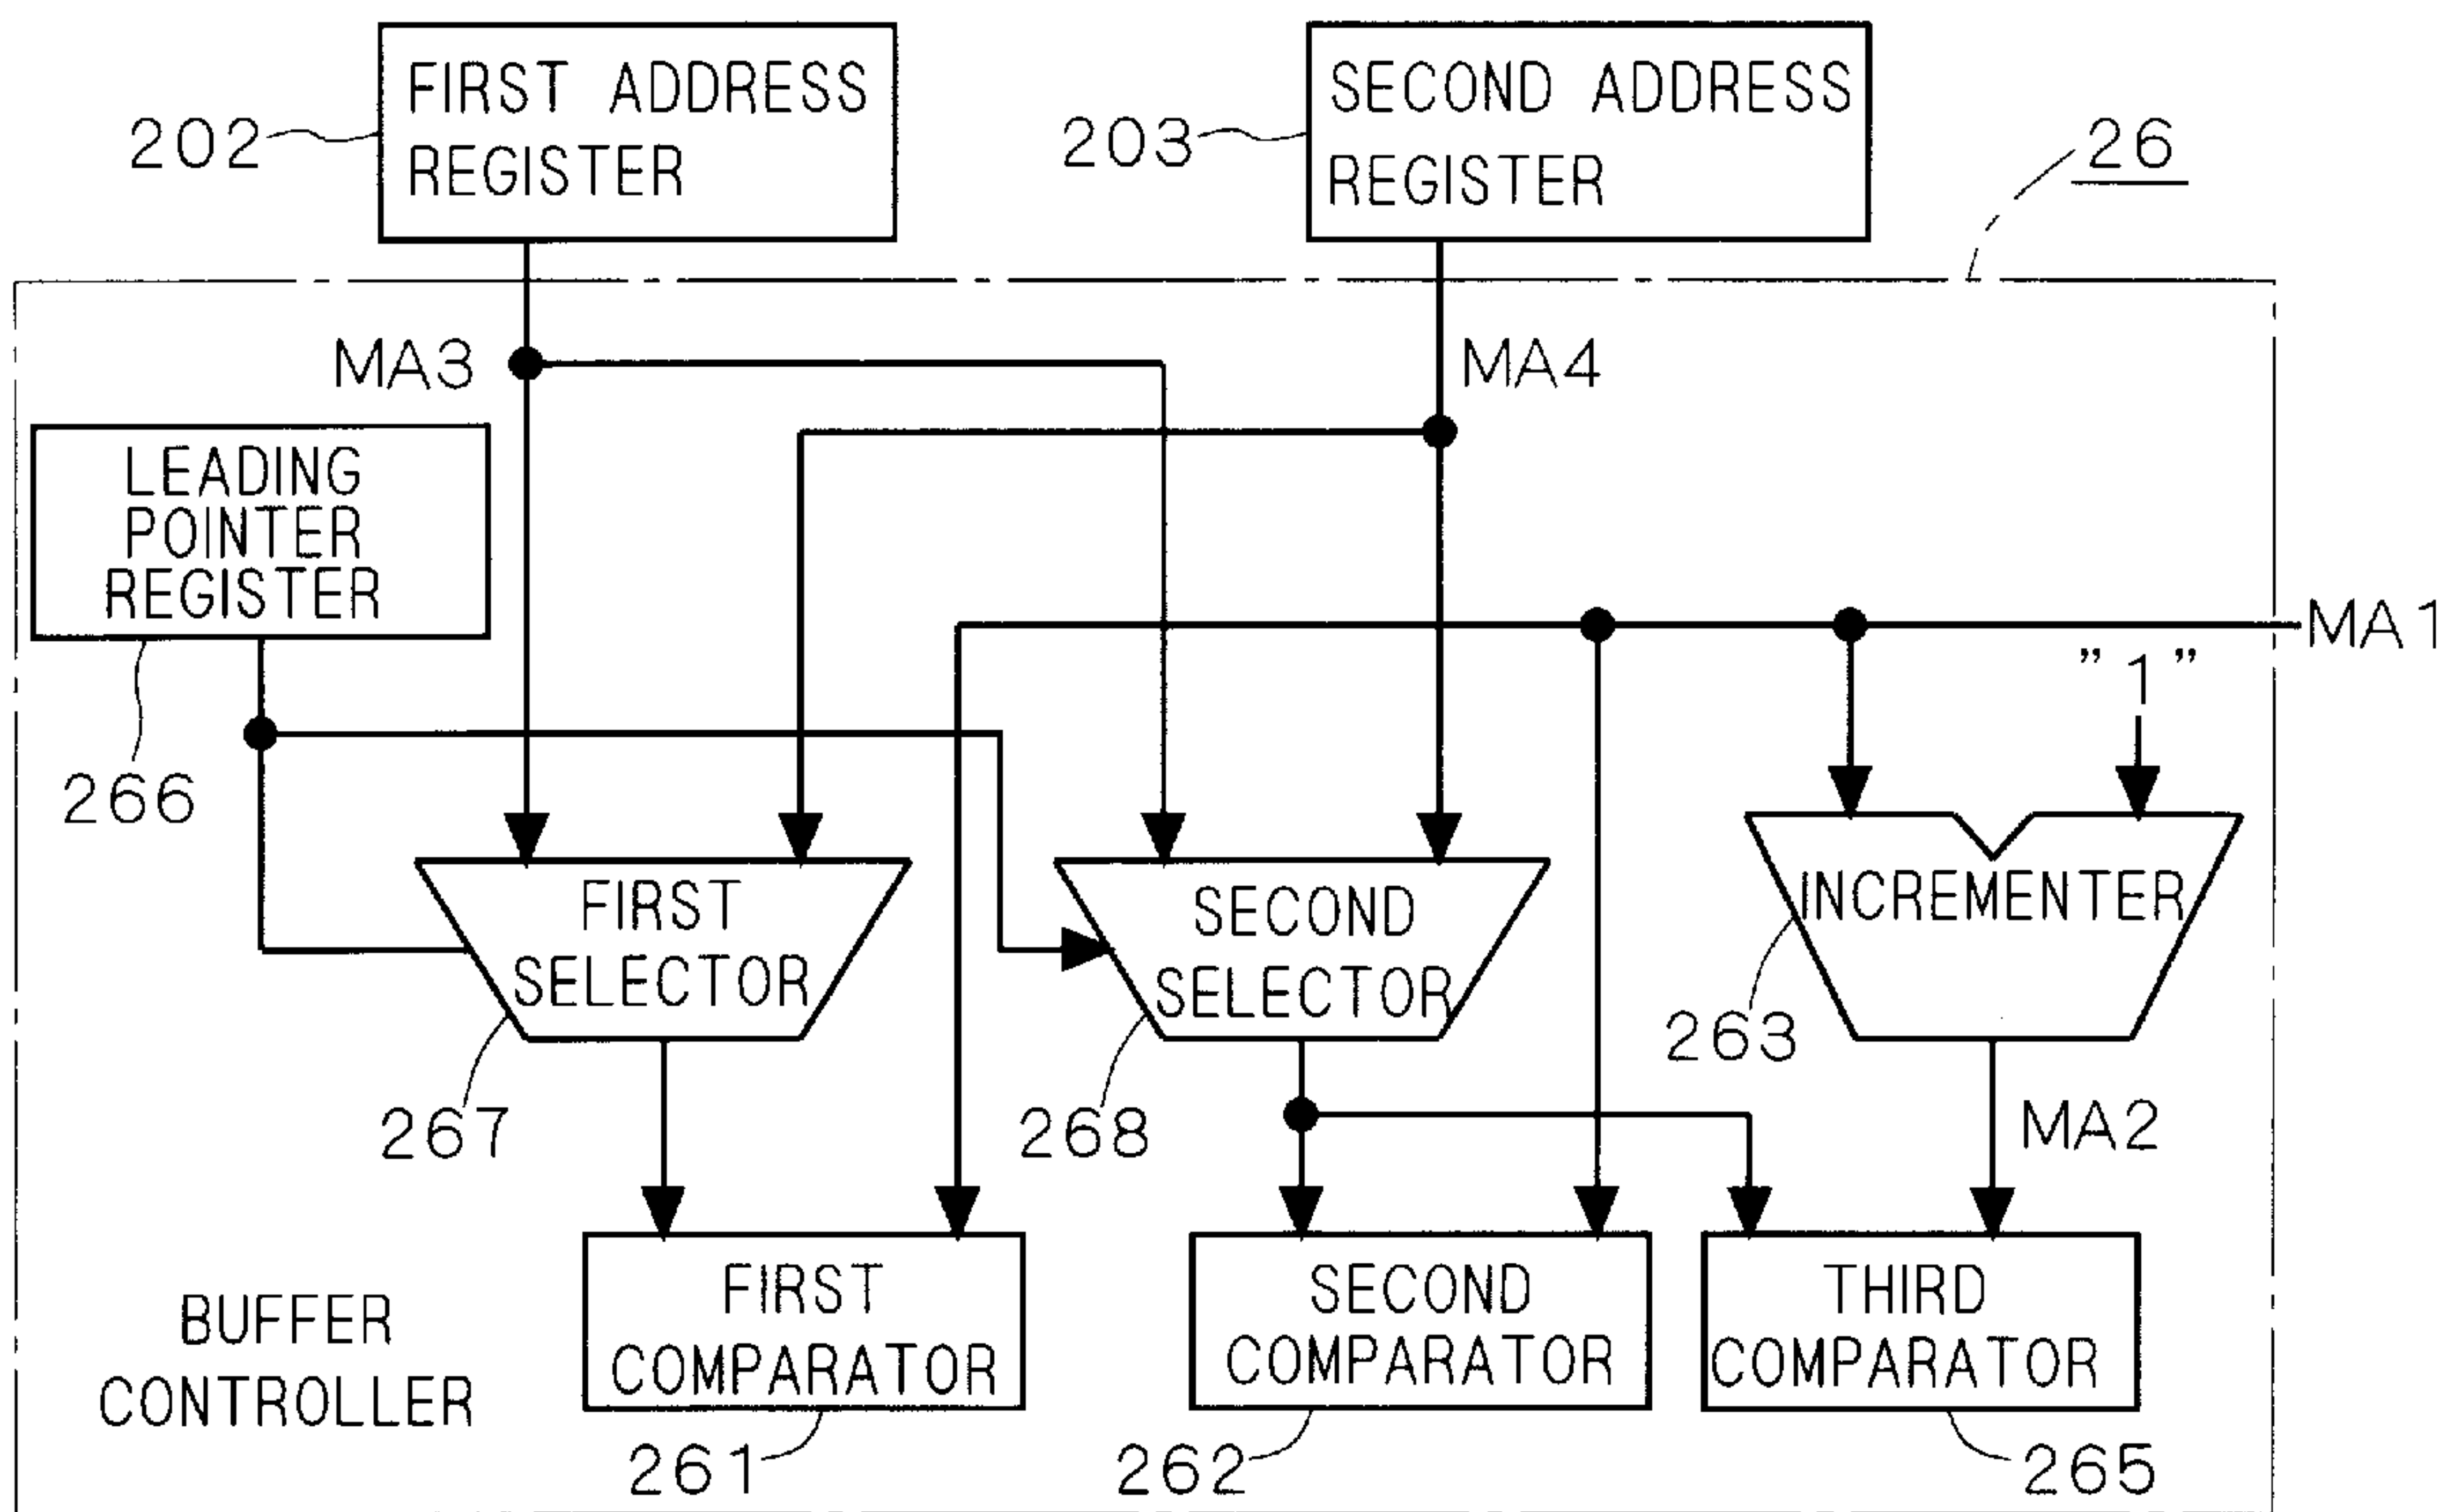 FIRST ADDRESS
REGISTER
202
SECOND ADDRESS
REGISTER
203
26
MA3
MA4
LEADING
POINTER
REGISTER
MA1
"1"
266
FIRST
SELECTOR
SECOND
SELECTOR
INCREMENTER
263
267
268
MA2
FIRST
COMPARATOR
SECOND
COMPARATOR
THIRD
COMPARATOR
BUFFER
CONTROLLER
261
262
265